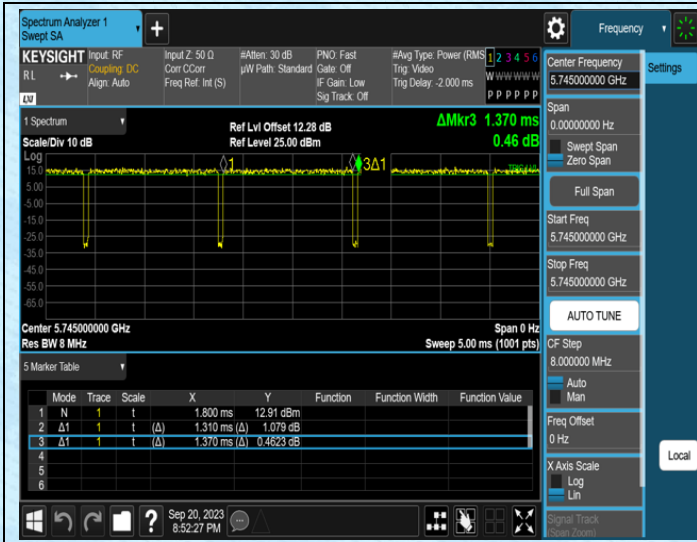 Spectrum Analyzer 1
Swept SA
Frequency
KEYSIGHT
RL
LXI
Input: RF
Coupling: DC
Align: Auto
Input Z: 50 Ω
Corr CCorr
Freq Ref: Int (S)
#Atten: 30 dB
µW Path: Standard
PNO: Fast
Gate: Off
IF Gain: Low
Sig Track: Off
#Avg Type: Power (RMS
Trig: Video
Trig Delay: -2.000 ms
1 2 3 4 5 6
W W W W W W
P P P P P P
1 Spectrum
Scale/Div 10 dB
Ref Lvl Offset 12.28 dB
Ref Level 25.00 dBm
ΔMkr3 1.370 ms
0.46 dB
Log
15.0
5.00
-5.00
-15.0
-25.0
-35.0
-45.0
-55.0
-65.0
1
3Δ1
Center 5.745000000 GHz
Res BW 8 MHz
Span 0 Hz
Sweep 5.00 ms (1001 pts)
5 Marker Table
Mode Trace Scale X Y Function Function Width Function Value
1 N 1 t 1.800 ms 12.91 dBm
2 Δ1 1 t (Δ) 1.310 ms (Δ) 1.079 dB
3 Δ1 1 t (Δ) 1.370 ms (Δ) 0.4623 dB
4
5
6
Sep 20, 2023
8:52:27 PM
Center Frequency
5.745000000 GHz
Span
0.00000000 Hz
Swept Span
Zero Span
Full Span
Start Freq
5.745000000 GHz
Stop Freq
5.745000000 GHz
AUTO TUNE
CF Step
8.000000 MHz
Auto
Man
Freq Offset
0 Hz
X Axis Scale
Log
Lin
Signal Track
(Span Zoom)
Settings
Local